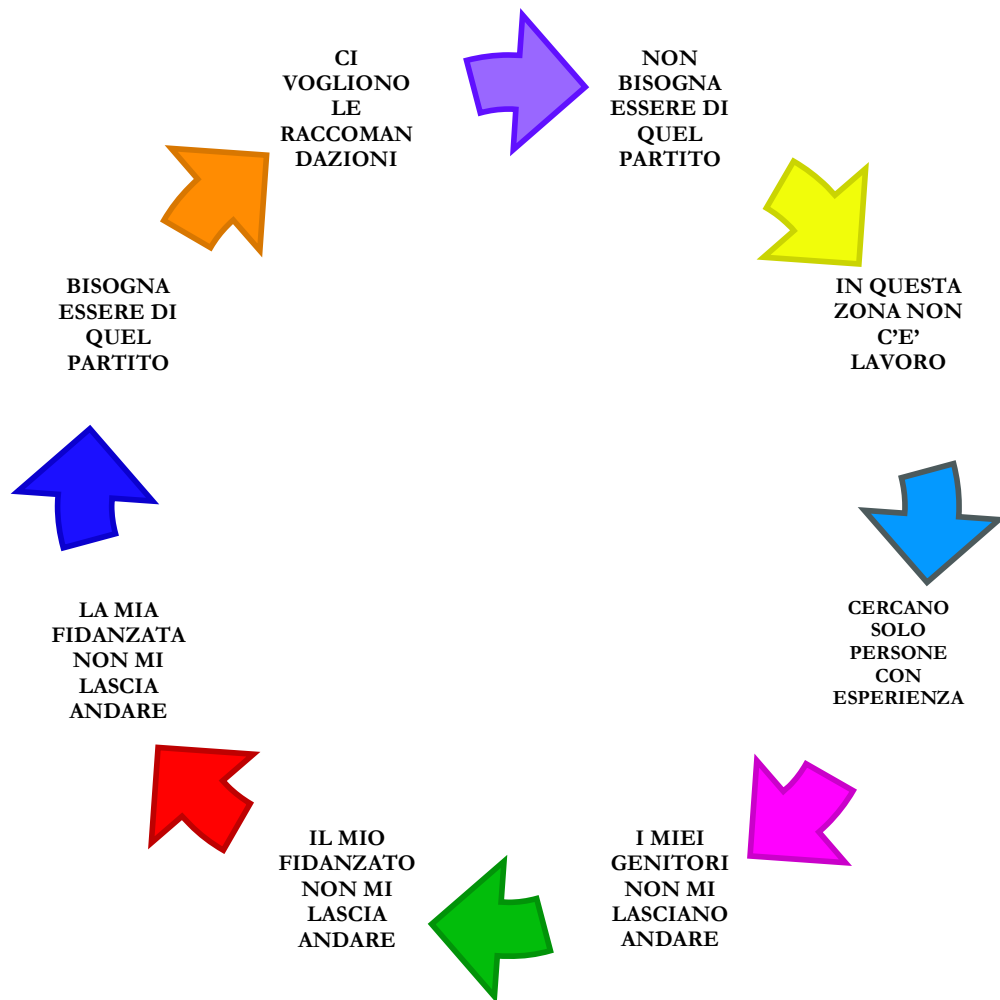 CI
VOGLIONO
LE
RACCOMAN
DAZIONI
NON
BISOGNA
ESSERE DI
QUEL
PARTITO
IN QUESTA
ZONA NON
C’E’
LAVORO
CERCANO
SOLO
PERSONE
CON
ESPERIENZA
I MIEI
GENITORI
NON MI
LASCIANO
ANDARE
IL MIO
FIDANZATO
NON MI
LASCIA
ANDARE
LA MIA
FIDANZATA
NON MI
LASCIA
ANDARE
BISOGNA
ESSERE DI
QUEL
PARTITO